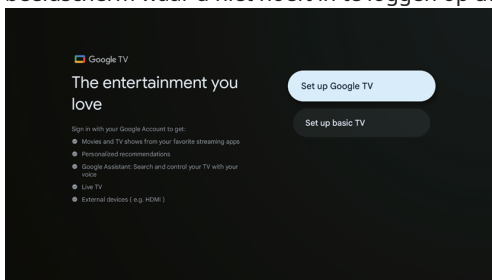 Google TV
The entertainment you
love
Sign in with your Google Account to get:
Movies and TV shows from your favorite streaming apps
Personalized recommendations
Google Assistant: Search and control your TV with your
voice
Live TV
External devices ( e.g. HDMI )
Set up Google TV
Set up basic TV